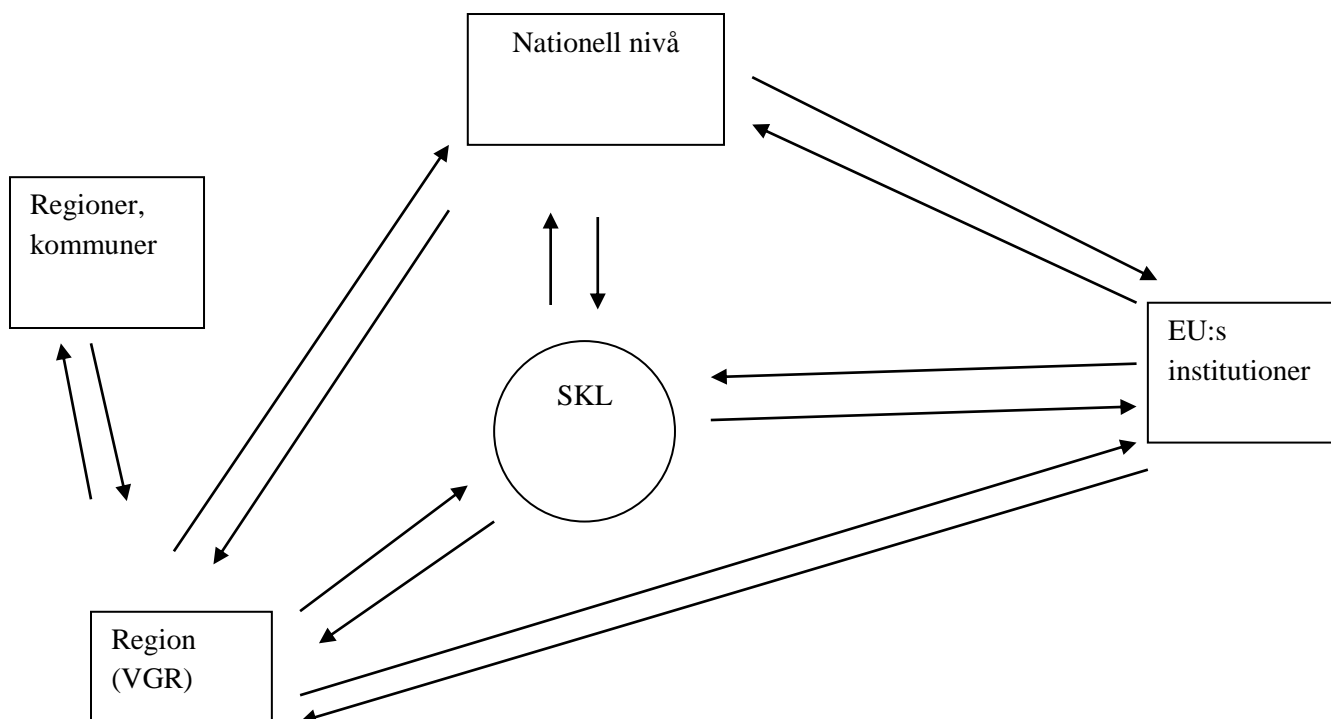 Nationell nivå
Regioner,
kommuner
EU:s
institutioner
SKL
Region
(VGR)